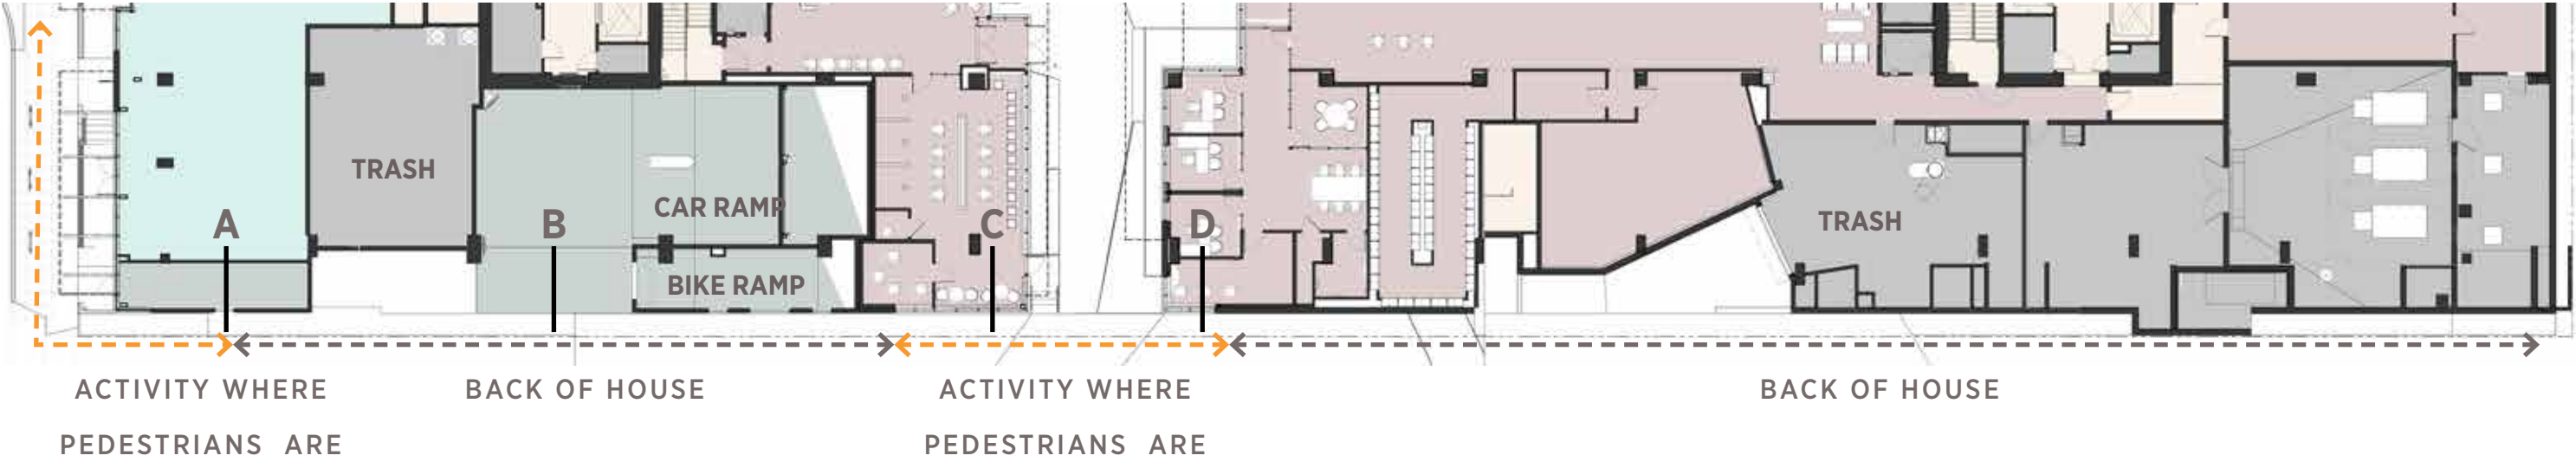 TRASH
CAR RAMP
A
B
C
D
TRASH
BIKE RAMP
ACTIVITY WHERE
PEDESTRIANS ARE
BACK OF HOUSE
ACTIVITY WHERE
PEDESTRIANS ARE
BACK OF HOUSE